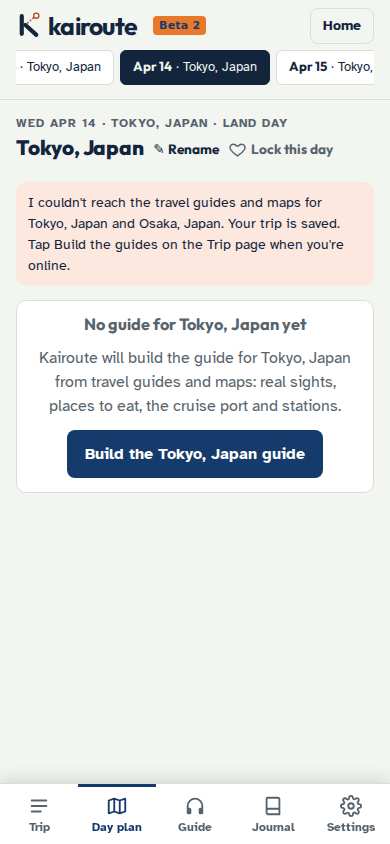 kairoute
Beta 2
Home
· Tokyo, Japan
Apr 14 · Tokyo, Japan
Apr 15 · Tokyo,
WED APR 14 · TOKYO, JAPAN · LAND DAY
Tokyo, Japan ✎ Rename Lock this day
I couldn't reach the travel guides and maps for
Tokyo, Japan and Osaka, Japan. Your trip is saved.
Tap Build the guides on the Trip page when you're
online.
No guide for Tokyo, Japan yet
Kairoute will build the guide for Tokyo, Japan
from travel guides and maps: real sights,
places to eat, the cruise port and stations.
Build the Tokyo, Japan guide
Trip
Day plan
Guide
Journal
Settings